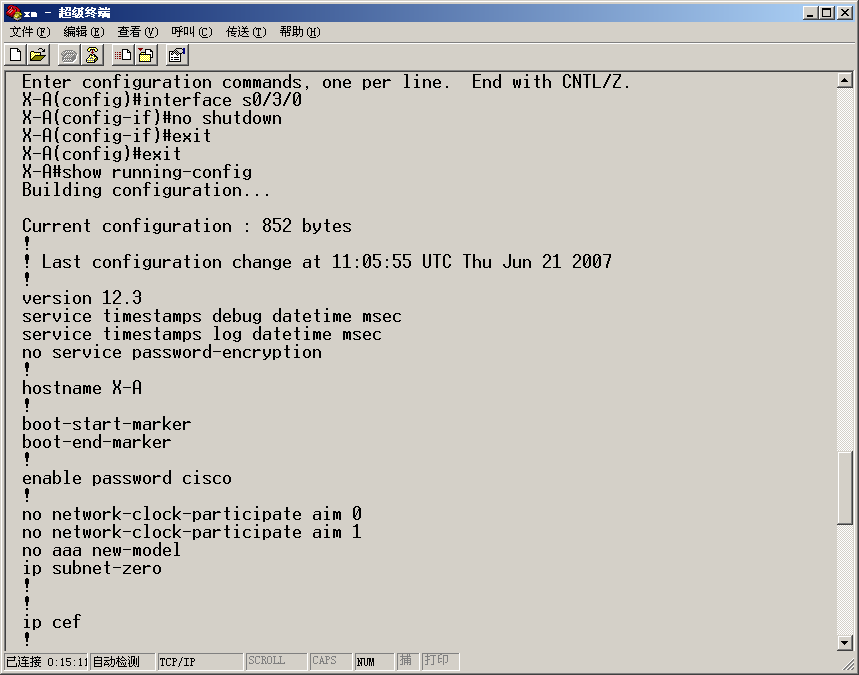 xm - 超级终端
文件(F) 编辑(E) 查看(V) 呼叫(C) 传送(T) 帮助(H)
Enter configuration commands, one per line.  End with CNTL/Z.
X-A(config)#interface s0/3/0
X-A(config-if)#no shutdown
X-A(config-if)#exit
X-A(config)#exit
X-A#show running-config
Building configuration...
Current configuration : 852 bytes
!
! Last configuration change at 11:05:55 UTC Thu Jun 21 2007
!
version 12.3
service timestamps debug datetime msec
service timestamps log datetime msec
no service password-encryption
!
hostname X-A
!
boot-start-marker
boot-end-marker
!
enable password cisco
!
no network-clock-participate aim 0
no network-clock-participate aim 1
no aaa new-model
ip subnet-zero
!
!
ip cef
!
已连接 0:15:11 自动检测 TCP/IP SCROLL CAPS NUM 捕 打印